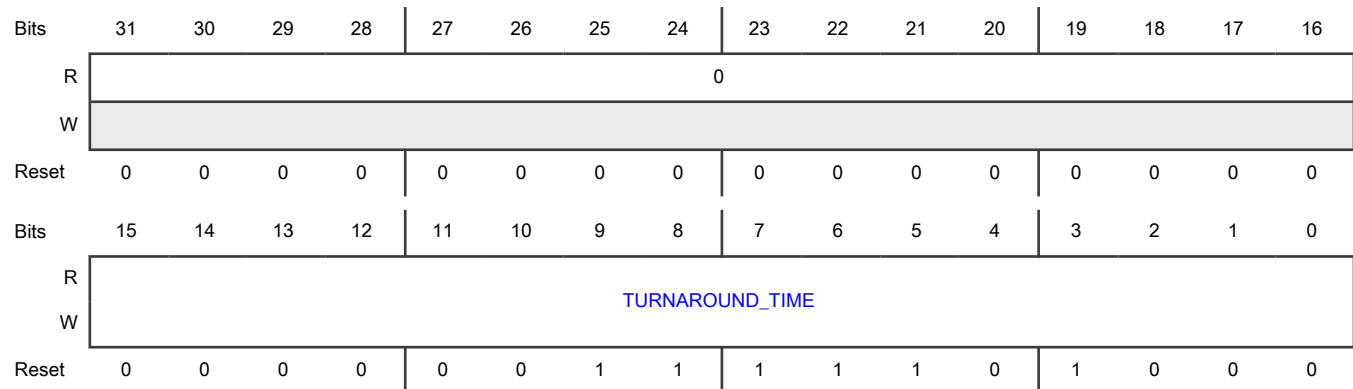 Bits 31 30 29 28 27 26 25 24 23 22 21 20 19 18 17 16
R 0
W
Reset 0 0 0 0 0 0 0 0 0 0 0 0 0 0 0 0
Bits 15 14 13 12 11 10 9 8 7 6 5 4 3 2 1 0
R
TURNAROUND_TIME
W
Reset 0 0 0 0 0 0 1 1 1 1 1 0 1 0 0 0